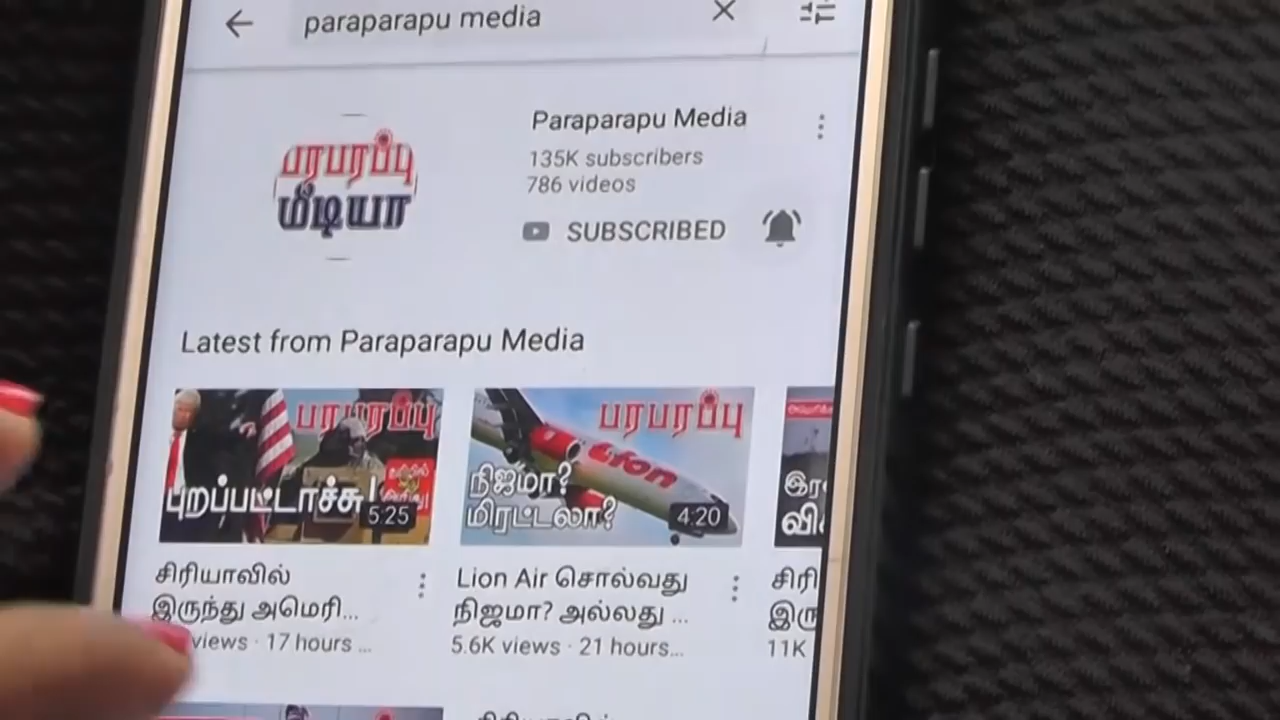 paraparapu media
Paraparapu Media
135K subscribers
786 videos
SUBSCRIBED
பரபரப்பு
மீடியா
Latest from Paraparapu Media
பரபரப்பு
புறப்பட்டாச்சு!
5:25
பரபரப்பு
Lion
நிஜமா?
மிரட்டலா?
4:20
சிரியாவில்
இருந்து அமெரி...
views · 17 hours ...
Lion Air சொல்வது
நிஜமா? அல்லது ...
5.6K views · 21 hours...
சிரி
இரு
11K